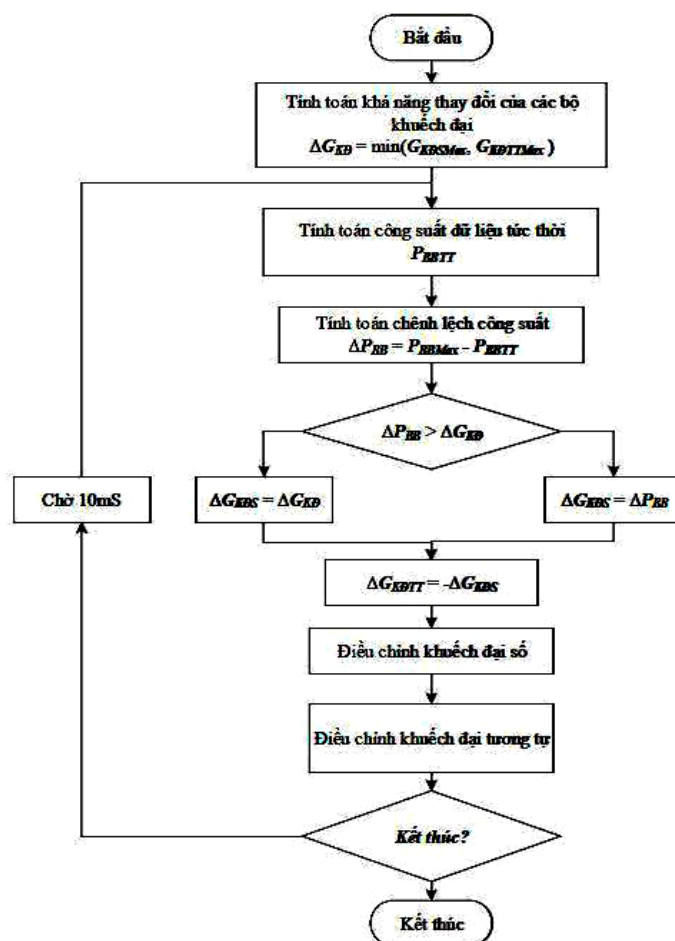 Bắt đầu
Tính toán khả năng thay đổi của các bộ
khuếch đại
ΔG_KĐ = min(G_KĐSMax, G_KĐTTMax )
Tính toán công suất dữ liệu tức thời
P_BBTT
Tính toán chênh lệch công suất
ΔP_BB = P_BBMax - P_BBTT
ΔP_BB > ΔG_KĐ
Chờ 10mS
ΔG_KĐS = ΔG_KĐ
ΔG_KĐS = ΔP_BB
ΔG_KĐTT = -ΔG_KĐS
Điều chỉnh khuếch đại số
Điều chỉnh khuếch đại tương tự
Kết thúc?
Kết thúc